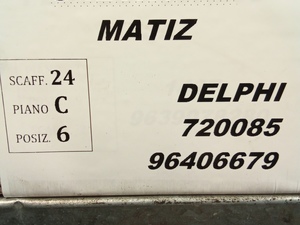 MATIZ
SCAFF. 24
PIANO C
POSIZ. 6
DELPHI
720085
96406679